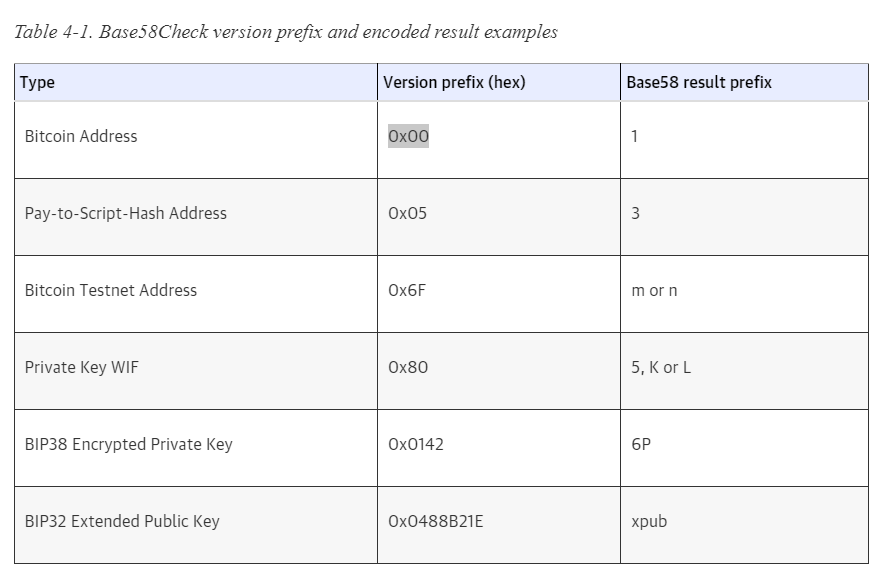 Table 4-1. Base58Check version prefix and encoded result examples
Type Version prefix (hex) Base58 result prefix
Bitcoin Address 0x00 1
Pay-to-Script-Hash Address 0x05 3
Bitcoin Testnet Address 0x6F m or n
Private Key WIF 0x80 5, K or L
BIP38 Encrypted Private Key 0x0142 6P
BIP32 Extended Public Key 0x0488B21E xpub